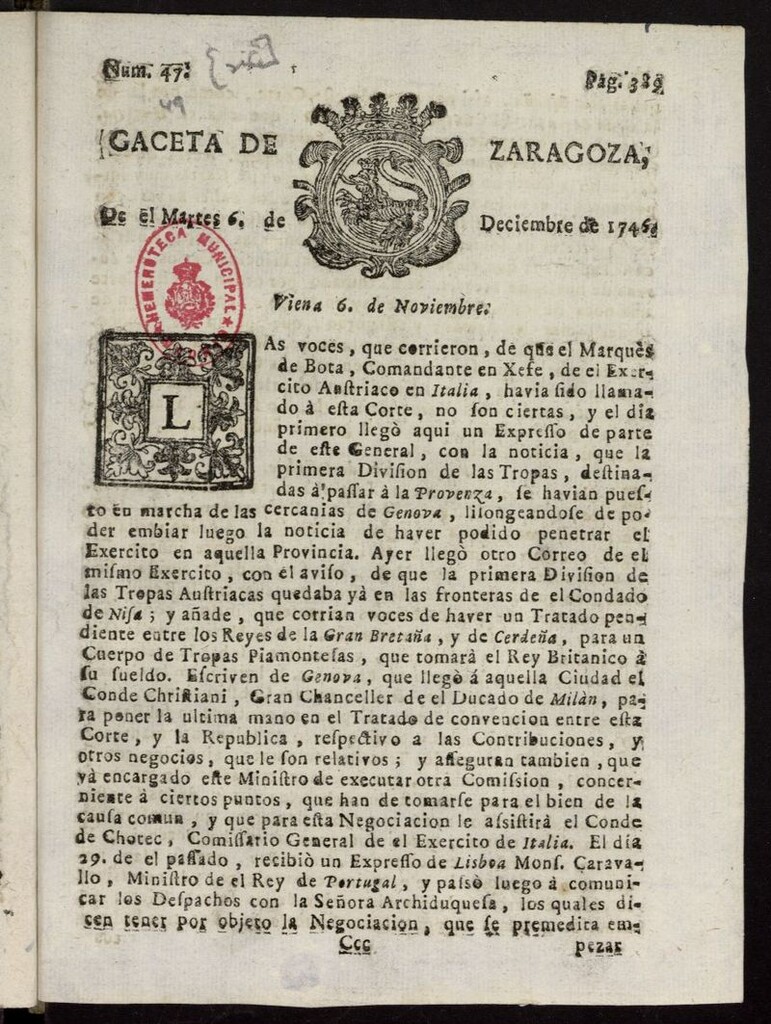 Num. 47.
Pag. 389
49
GACETA DE ZARAGOZA,
De el Martes 6. de Deciembre de 1746.
HEMEROTECA MUNICIPAL
Viena 6. de Noviembre.
LAs voces, que corrieron, de que el Marquès
de Bota, Comandante en Xefe, de el Exer-
cito Austriaco en Italia, havia sido llama-
do à esta Corte, no son ciertas, y el dia
primero llegò aqui un Expresso de parte
de este General, con la noticia, que la
primera Division de las Tropas, destina-
das à passar à la Provenza, se havian pues-
to en marcha de las cercanias de Genova, lisongeandose de po-
der embiar luego la noticia de haver podido penetrar el
Exercito en aquella Provincia. Ayer llegò otro Correo de el
mismo Exercito, con el aviso, de que la primera Division de
las Tropas Austriacas quedaba yà en las fronteras de el Condado
de Nisa; y añade, que corrian voces de haver un Tratado pen-
diente entre los Reyes de la Gran Bretaña, y de Cerdeña, para un
Cuerpo de Tropas Piamontesas, que tomarà el Rey Britanico à
su sueldo. Escriven de Genova, que llegò á aquella Ciudad el
Conde Christiani, Gran Chanceller de el Ducado de Milàn, pa-
ra poner la ultima mano en el Tratado de convencion entre esta
Corte, y la Republica, respectivo a las Contribuciones, y
otros negocios, que le son relativos; y asseguran tambien, que
và encargado este Ministro de executar otra Comission, concer-
niente à ciertos puntos, que han de tomarse para el bien de la
causa comun, y que para esta Negociacion le assistirà el Conde
de Chotec, Comissario General de el Exercito de Italia. El dia
29. de el passado, recibiò un Expresso de Lisboa Mons. Carava-
llo, Ministro de el Rey de Portugal, y passò luego à comuni-
car los Despachos con la Señora Archiduquesa, los quales di-
cen tener por objeto la Negociacion, que se premedita em-
Ccc
pezar